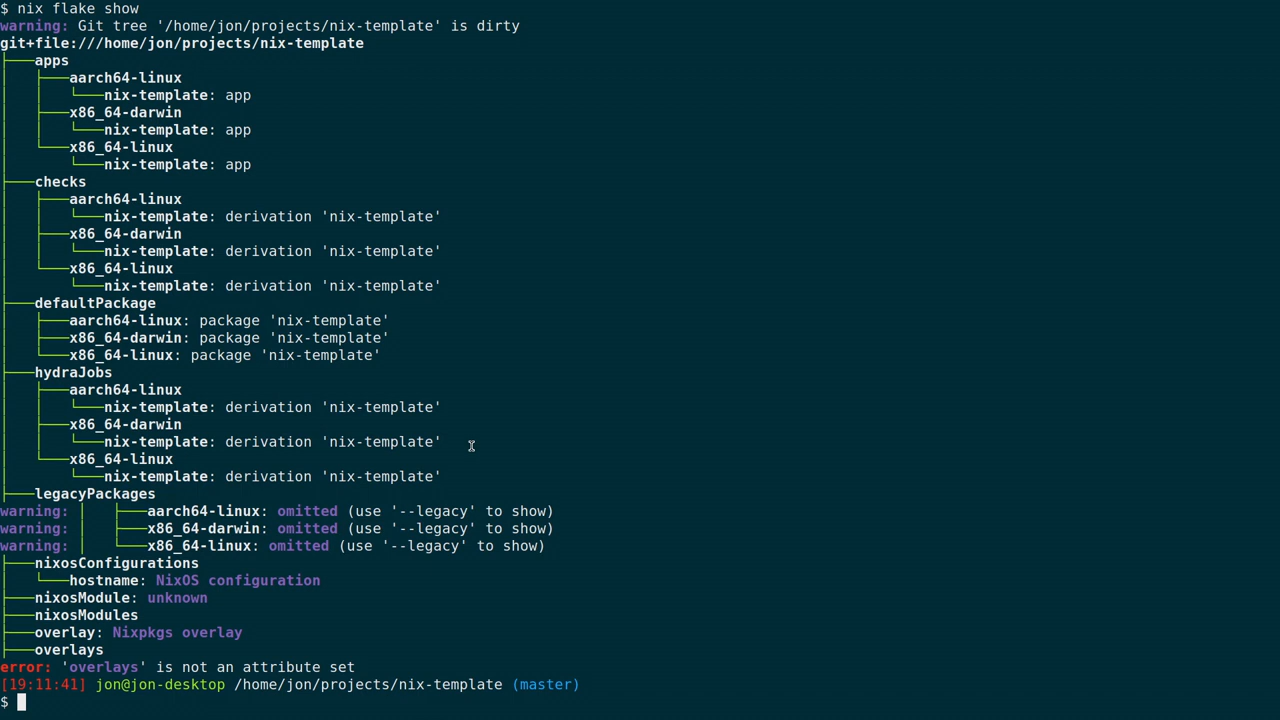 $ nix flake show
warning: Git tree '/home/jon/projects/nix-template' is dirty
git+file:///home/jon/projects/nix-template
├───apps
│   ├───aarch64-linux
│   │   └───nix-template: app
│   ├───x86_64-darwin
│   │   └───nix-template: app
│   └───x86_64-linux
│       └───nix-template: app
├───checks
│   ├───aarch64-linux
│   │   └───nix-template: derivation 'nix-template'
│   ├───x86_64-darwin
│   │   └───nix-template: derivation 'nix-template'
│   └───x86_64-linux
│       └───nix-template: derivation 'nix-template'
├───defaultPackage
│   ├───aarch64-linux: package 'nix-template'
│   ├───x86_64-darwin: package 'nix-template'
│   └───x86_64-linux: package 'nix-template'
├───hydraJobs
│   ├───aarch64-linux
│   │   └───nix-template: derivation 'nix-template'
│   ├───x86_64-darwin
│   │   └───nix-template: derivation 'nix-template'
│   └───x86_64-linux
│       └───nix-template: derivation 'nix-template'
├───legacyPackages
warning: │   ├───aarch64-linux: omitted (use '--legacy' to show)
warning: │   ├───x86_64-darwin: omitted (use '--legacy' to show)
warning: │   └───x86_64-linux: omitted (use '--legacy' to show)
├───nixosConfigurations
│   └───hostname: NixOS configuration
├───nixosModule: unknown
├───nixosModules
├───overlay: Nixpkgs overlay
├───overlays
error: 'overlays' is not an attribute set
[19:11:41] jon@jon-desktop /home/jon/projects/nix-template (master)
$